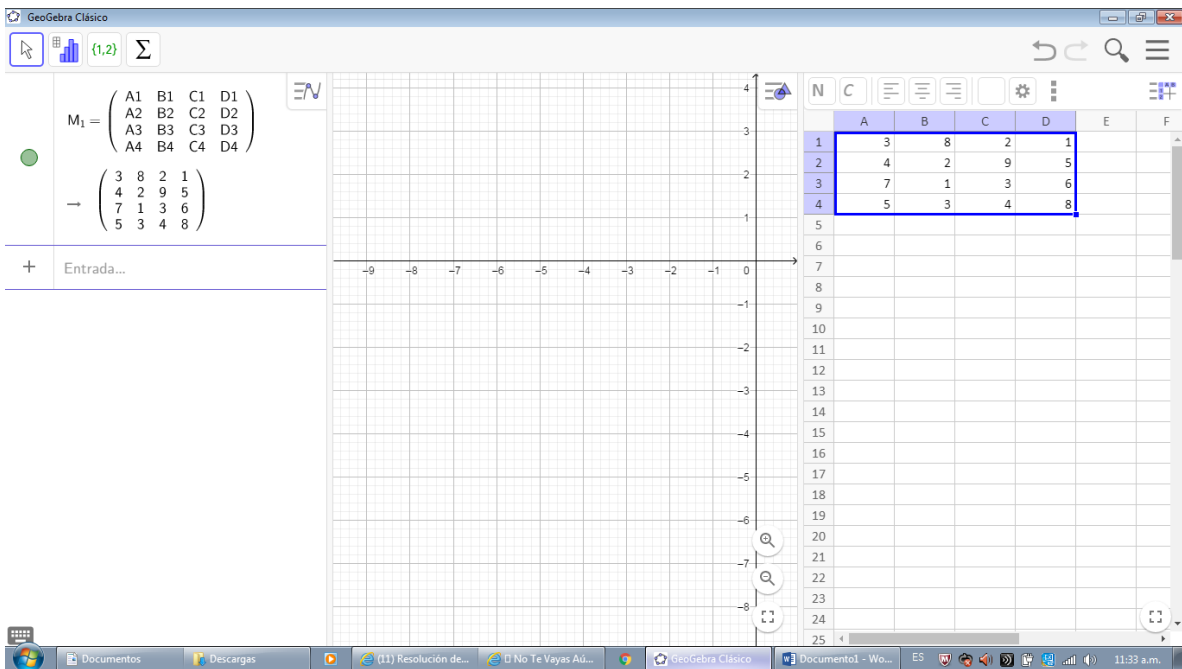 GeoGebra Clásico
{1,2} Σ
N C
M₁ = ( A1 B1 C1 D1
A2 B2 C2 D2
A3 B3 C3 D3
A4 B4 C4 D4 )
→ ( 3 8 2 1
4 2 9 5
7 1 3 6
5 3 4 8 )
+ Entrada...
4
3
2
1
−9 −8 −7 −6 −5 −4 −3 −2 −1 0
−1
−2
−3
−4
−5
−6
−7
−8
A B C D E F
1 3 8 2 1
2 4 2 9 5
3 7 1 3 6
4 5 3 4 8
5
6
7
8
9
10
11
12
13
14
15
16
17
18
19
20
21
22
23
24
25
Documentos Descargas (11) Resolución de... No Te Vayas Aú... GeoGebra Clásico Documento1 - Wo... ES 11:33 a.m.